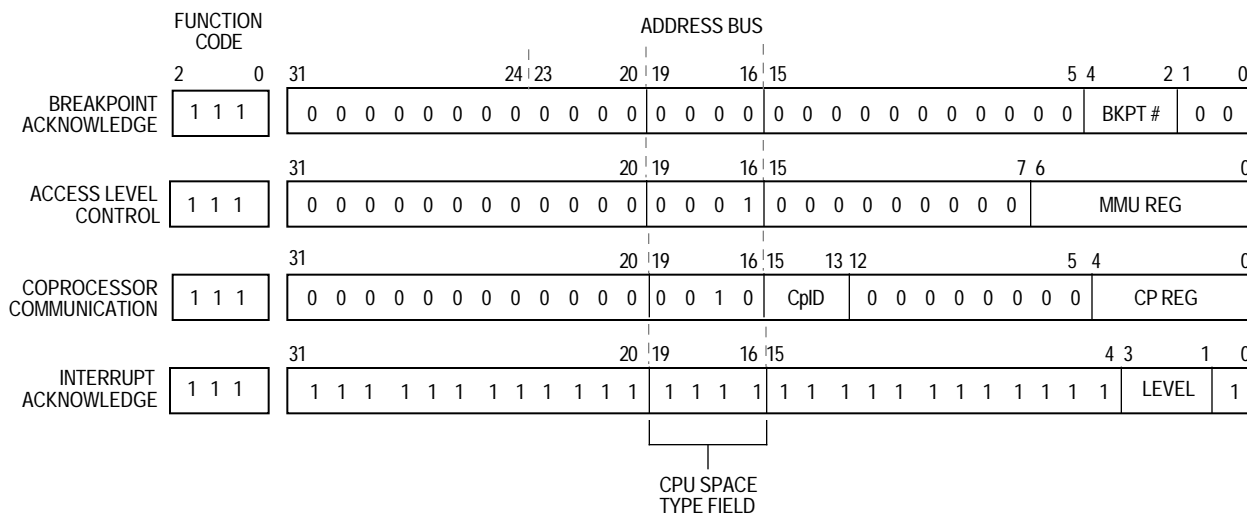 FUNCTION
CODE
ADDRESS BUS
2 0 31 24 23 20 19 16 15 5 4 2 1 0
BREAKPOINT
ACKNOWLEDGE
1 1 1 0 0 0 0 0 0 0 0 0 0 0 0 0 0 0 0 0 0 0 0 0 0 0 0 0 0 0 BKPT # 0 0
31 20 19 16 15 7 6 0
ACCESS LEVEL
CONTROL
1 1 1 0 0 0 0 0 0 0 0 0 0 0 0 0 0 0 1 0 0 0 0 0 0 0 0 0 MMU REG
31 20 19 16 15 13 12 5 4 0
COPROCESSOR
COMMUNICATION
1 1 1 0 0 0 0 0 0 0 0 0 0 0 0 0 0 1 0 CpID 0 0 0 0 0 0 0 0 CP REG
31 20 19 16 15 4 3 1 0
INTERRUPT
ACKNOWLEDGE
1 1 1 1 1 1 1 1 1 1 1 1 1 1 1 1 1 1 1 1 1 1 1 1 1 1 1 1 1 1 1 LEVEL 1
CPU SPACE
TYPE FIELD